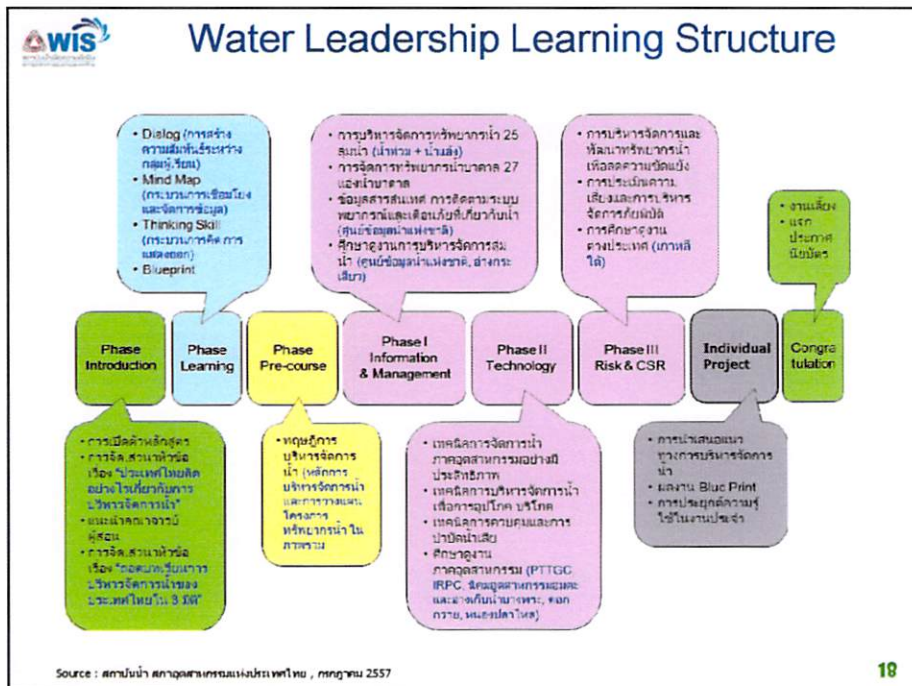 WIS
Water Leadership Learning Structure
• Dialog (การสร้าง
ความสัมพันธ์ระหว่าง
กลุ่มผู้เรียน)
• Mind Map
(กระบวนการเชื่อมโยง
และจัดการข้อมูล)
• Thinking Skill
(กระบวนการคิด การ
แสดงออก)
• Blueprint
• การบริหารจัดการทรัพยากรน้ำ 25
ลุ่มน้ำ (น้ำท่วม + น้ำแล้ง)
• การจัดการทรัพยากรน้ำบาดาล 27
แอ่งน้ำบาดาล
• ข้อมูลสารสนเทศ การติดตามระบบ
พยากรณ์และเตือนภัยที่เกี่ยวกับน้ำ
(ศูนย์ข้อมูลน้ำแห่งชาติ)
• ศึกษาดูงานการบริหารจัดการลุ่ม
น้ำ (ศูนย์ข้อมูลน้ำแห่งชาติ, อ่างกระ
เสียว)
• การบริหารจัดการและ
พัฒนาทรัพยากรน้ำ
เพื่อลดความขัดแย้ง
• การประเมินความ
เสี่ยงและการบริหาร
จัดการภัยพิบัติ
• การศึกษาดูงาน
ต่างประเทศ (เกาหลี
ใต้)
• งานเลี้ยง
• แจก
ประกาศ
นียบัตร
Phase
Introduction
Phase
Learning
Phase
Pre-course
Phase I
Information
& Management
Phase II
Technology
Phase III
Risk & CSR
Individual
Project
Congra
tulation
• การเปิดตัวหลักสูตร
• การจัดเสวนาหัวข้อ
เรื่อง "ประเทศไทยคิด
อย่างไรเกี่ยวกับการ
บริหารจัดการน้ำ"
• แนะนำคณาจารย์
ผู้สอน
• การจัดเสวนาหัวข้อ
เรื่อง "ถอดบทเรียนการ
บริหารจัดการน้ำของ
ประเทศไทยใน 3 มิติ"
• ทฤษฎีการ
บริหารจัดการ
น้ำ (หลักการ
บริหารจัดการน้ำ
และการวางแผน
โครงการ
ทรัพยากรน้ำ ใน
ภาพรวม)
• เทคนิคการจัดการน้ำ
ภาคอุตสาหกรรมอย่างมี
ประสิทธิภาพ
• เทคนิคการบริหารจัดการน้ำ
เพื่อการอุปโภค บริโภค
• เทคนิคการควบคุมและการ
บำบัดน้ำเสีย
• ศึกษาดูงาน
ภาคอุตสาหกรรม (PTTGC
IRPC, นิคมอุตสาหกรรมอมตะ
และอ่างเก็บน้ำบางพระ, ดอก
กราย, หนองปลาไหล)
• การนำเสนอแนว
ทางการบริหารจัดการ
น้ำ
• ผลงาน Blue Print
• การประยุกต์ความรู้
ใช้ในงานประจำ
Source : สถาบันน้ำ สภาอุตสาหกรรมแห่งประเทศไทย , กรกฎาคม 2557
18